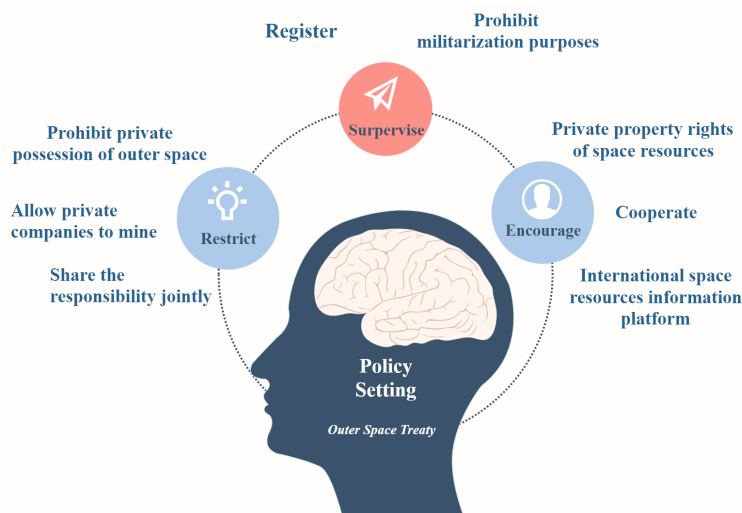 Register
Prohibit
militarization purposes
Surpervise
Prohibit private
possession of outer space
Allow private
companies to mine
Share the
responsibility jointly
Restrict
Private property rights
of space resources
Encourage
Cooperate
International space
resources information
platform
Policy
Setting
Outer Space Treaty